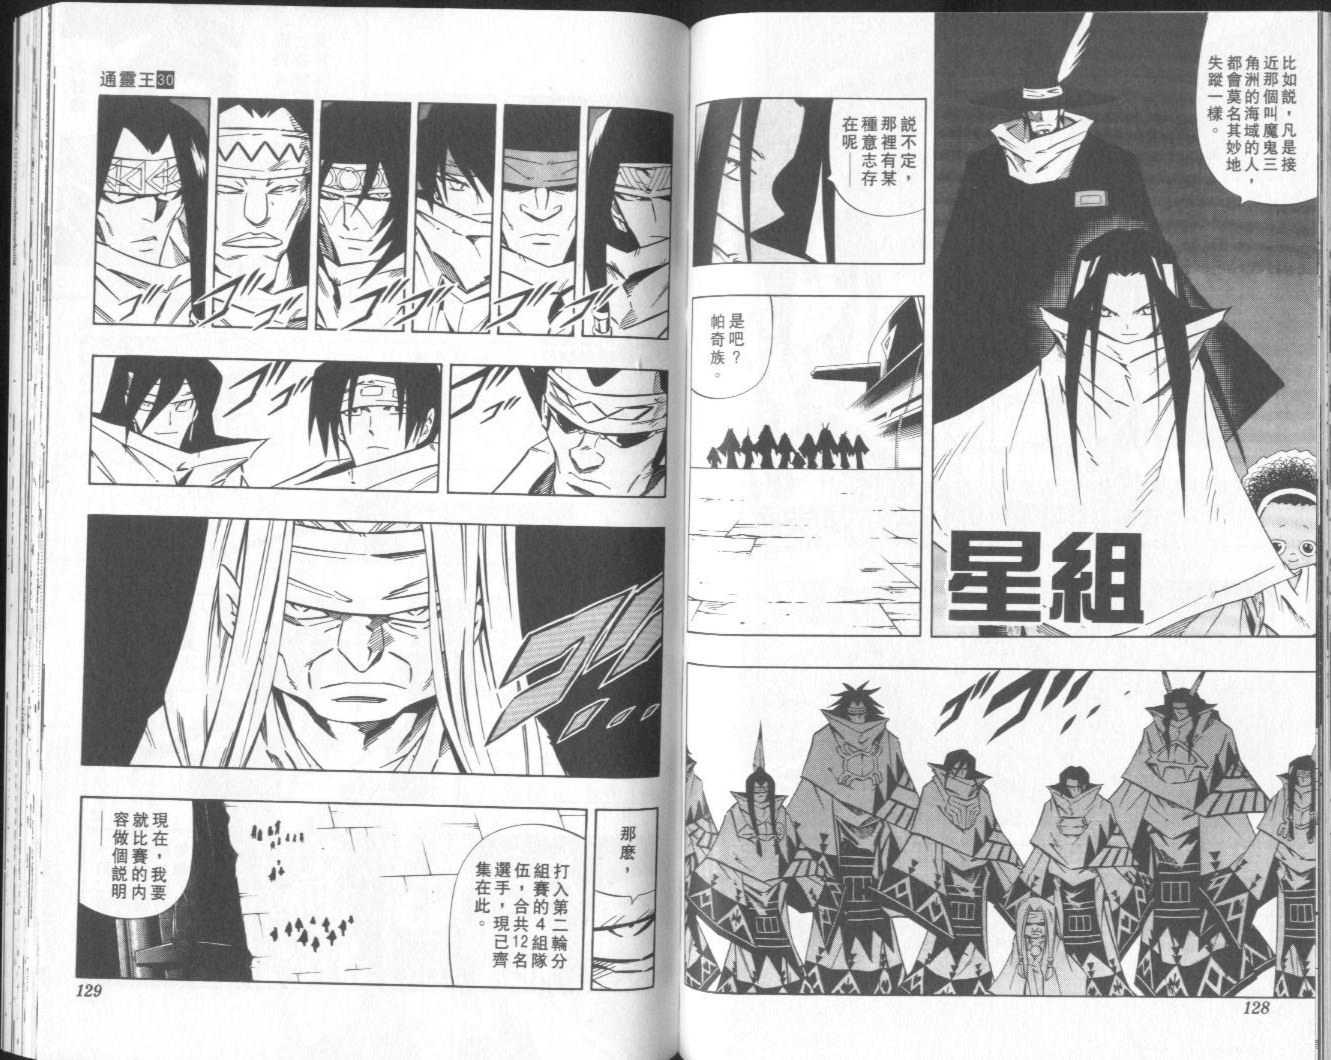 比如説，凡是接
近那個叫魔鬼三
角洲的海域的人，
都會莫名其妙地
失蹤一樣。
星組
説不定，
那裡有某
種意志存
在呢——
是吧？
帕奇族。
128
通靈王30
那麽，
打入第二輪分
組賽的4組隊
伍，合共12名
選手，現已齊
集在此。
現在，我要
就比賽的內
容做個説明
——
129